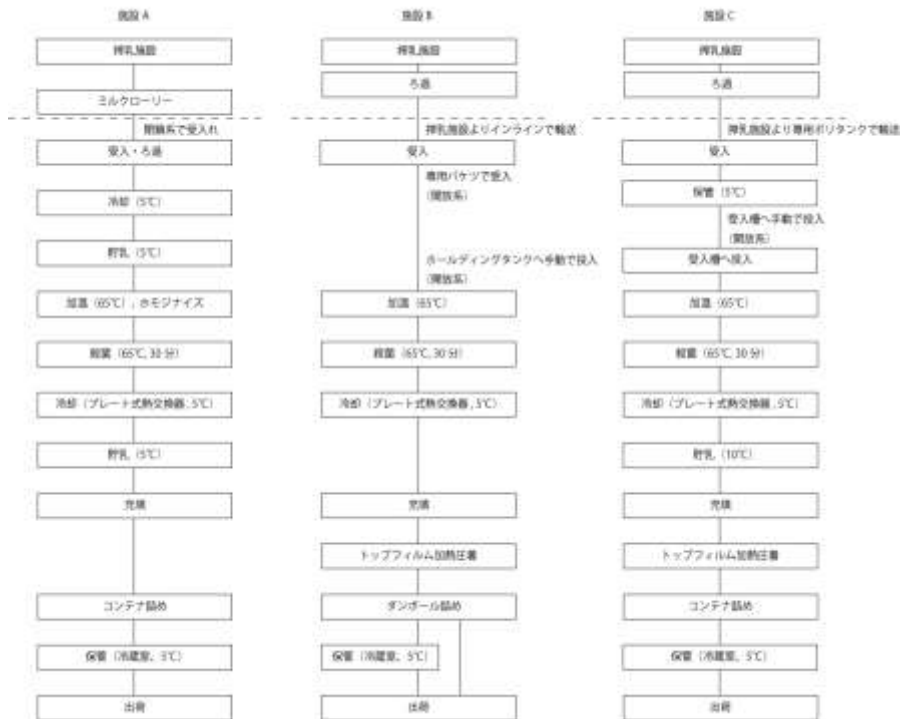 施設 A
搾乳施設
ミルクローリー
閉鎖系で受入れ
受入・ろ過
冷却（5℃）
貯乳（5℃）
加温（65℃）, ホモジナイズ
殺菌（65℃, 30 分）
冷却（プレート式熱交換器, 5℃）
貯乳（5℃）
充填
コンテナ詰め
保管（冷蔵室、5℃）
出荷
施設 B
搾乳施設
ろ過
搾乳施設よりインラインで輸送
受入
専用バケツで受入
（開放系）
ホールディングタンクへ手動で投入
（開放系）
加温（65℃）
殺菌（65℃, 30 分）
冷却（プレート式熱交換器, 5℃）
充填
トップフィルム加熱圧着
ダンボール詰め
保管（冷蔵室、5℃）
出荷
施設 C
搾乳施設
ろ過
搾乳施設より専用ポリタンクで輸送
受入
保管（5℃）
受入槽へ手動で投入
（開放系）
受入槽へ投入
加温（65℃）
殺菌（65℃, 30 分）
冷却（プレート式熱交換器, 5℃）
貯乳（10℃）
充填
トップフィルム加熱圧着
コンテナ詰め
保管（冷蔵室、5℃）
出荷